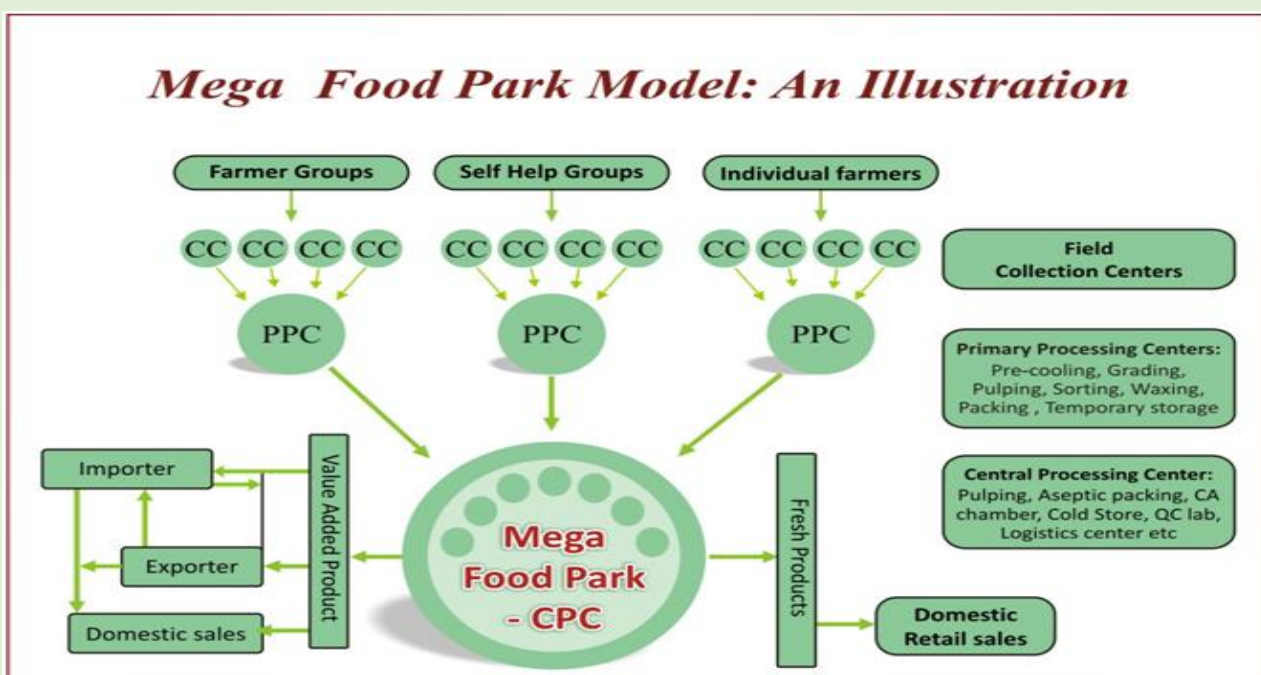 Mega Food Park Model: An Illustration
Farmer Groups
Self Help Groups
Individual farmers
CC CC CC CC
CC CC CC CC
CC CC CC CC
PPC
PPC
PPC
Field
Collection Centers
Primary Processing Centers:
Pre-cooling, Grading,
Pulping, Sorting, Waxing,
Packing , Temporary storage
Central Processing Center:
Pulping, Aseptic packing, CA
chamber, Cold Store, QC lab,
Logistics center etc
Importer
Exporter
Domestic sales
Value Added Product
Mega
Food Park
- CPC
Fresh Products
Domestic
Retail sales